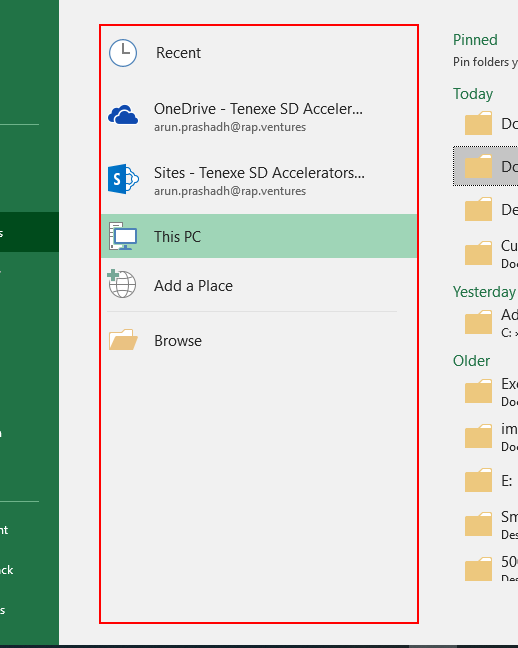 Recent
OneDrive - Tenexe SD Acceler...
arun.prashadh@rap.ventures
Sites - Tenexe SD Accelerators...
arun.prashadh@rap.ventures
This PC
Add a Place
Browse
Pinned
Pin folders y
Today
Do
Do
De
Cu
Doc
Yesterday
Ad
C: »
Older
Exc
Doc
im
Doc
E:
Sm
Des
500
Des
s
nt
ack
s